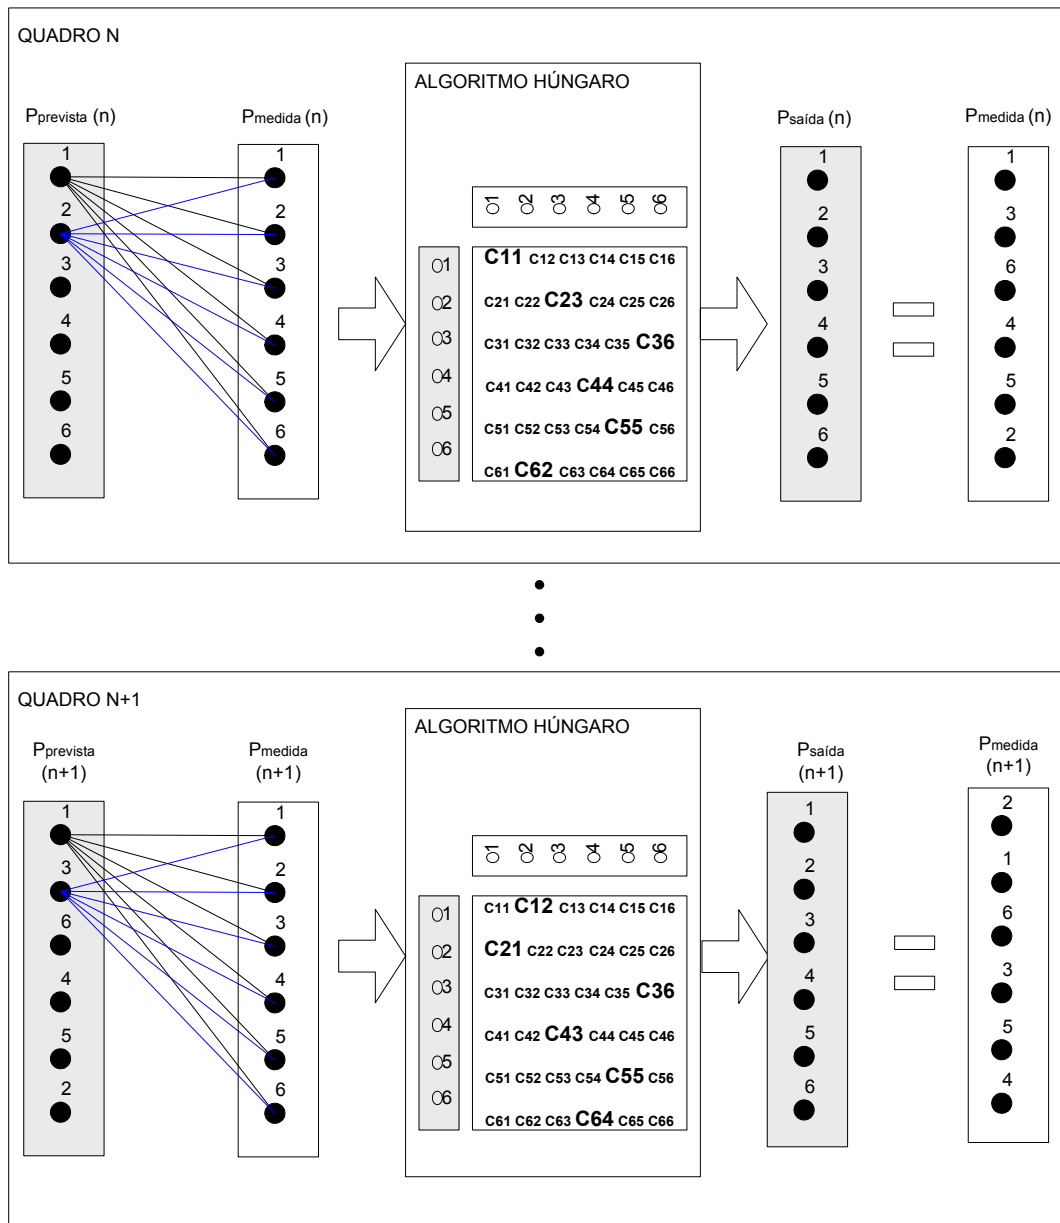 QUADRO N
ALGORITMO HÚNGARO
Pprevista (n)
Pmedida (n)
Psaída (n)
Pmedida (n)
1
2
3
4
5
6
1
2
3
4
5
6
O1 O2 O3 O4 O5 O6
O1
O2
O3
O4
O5
O6
C11 C12 C13 C14 C15 C16
C21 C22 C23 C24 C25 C26
C31 C32 C33 C34 C35 C36
C41 C42 C43 C44 C45 C46
C51 C52 C53 C54 C55 C56
C61 C62 C63 C64 C65 C66
1
2
3
4
5
6
1
3
6
4
5
2
QUADRO N+1
ALGORITMO HÚNGARO
Pprevista
(n+1)
Pmedida
(n+1)
Psaída
(n+1)
Pmedida
(n+1)
1
3
6
4
5
2
1
2
3
4
5
6
O1 O2 O3 O4 O5 O6
O1
O2
O3
O4
O5
O6
C11 C12 C13 C14 C15 C16
C21 C22 C23 C24 C25 C26
C31 C32 C33 C34 C35 C36
C41 C42 C43 C44 C45 C46
C51 C52 C53 C54 C55 C56
C61 C62 C63 C64 C65 C66
1
2
3
4
5
6
2
1
6
3
5
4